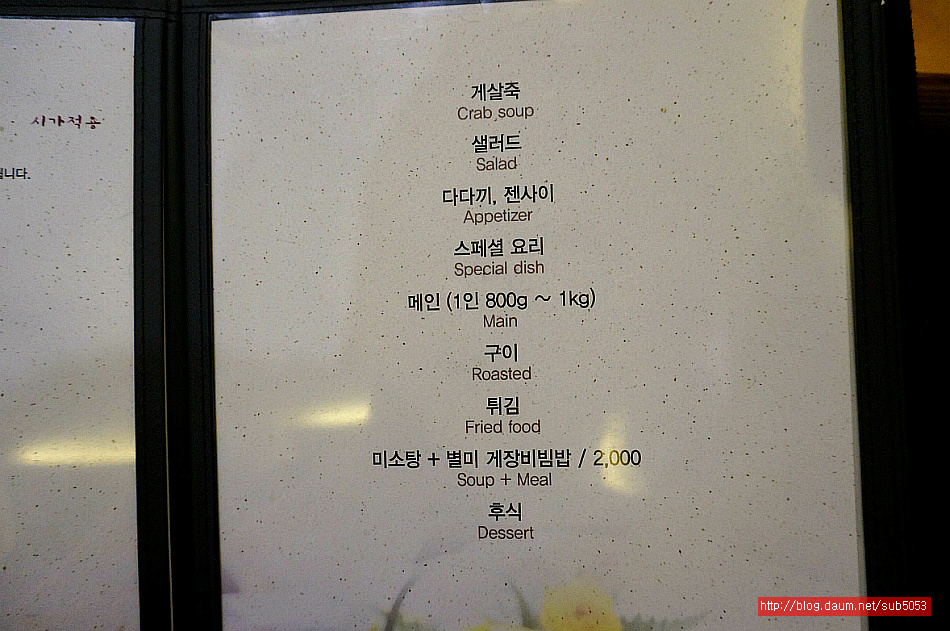 시가적용
니다.
게살죽
Crab soup
샐러드
Salad
다다끼, 젠사이
Appetizer
스페셜 요리
Special dish
메인 (1인 800g ~ 1kg)
Main
구이
Roasted
튀김
Fried food
미소탕 + 별미 게장비빔밥 / 2,000
Soup + Meal
후식
Dessert
http://blog.daum.net/sub5053